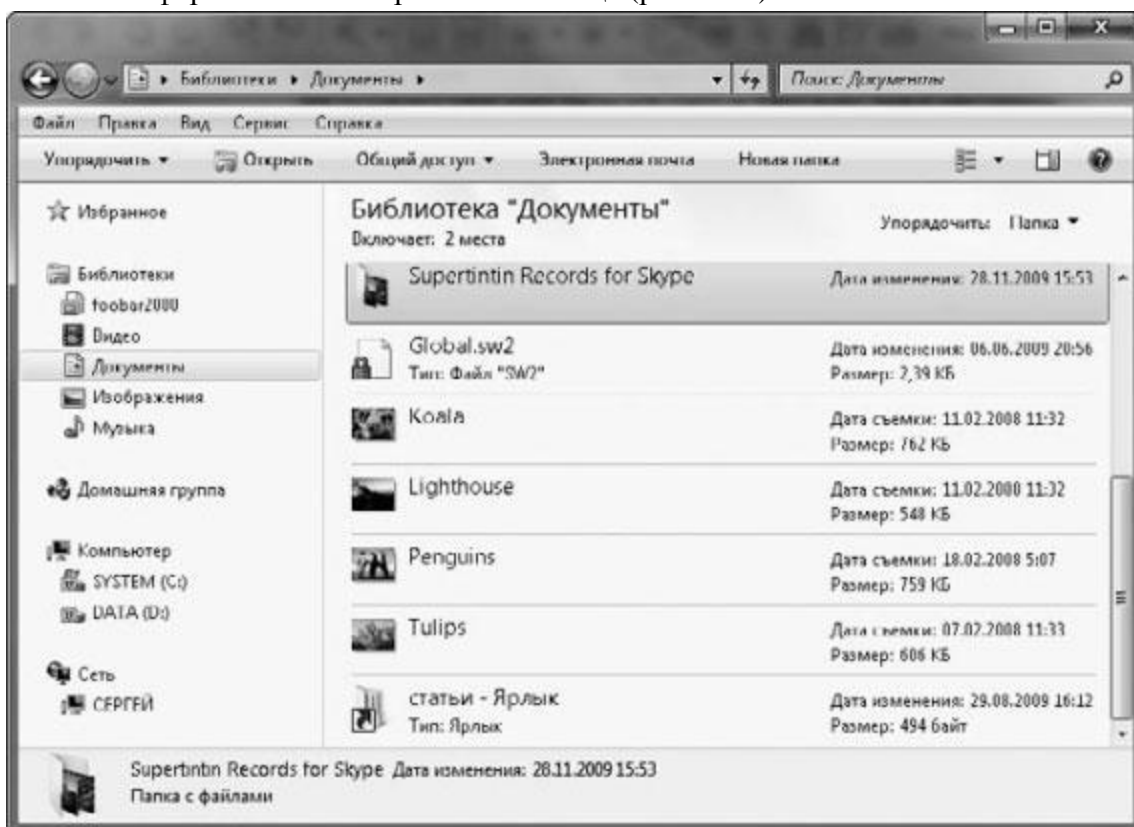 Библиотеки ▸ Документы ▸
Поиск: Документы
Файл Правка Вид Сервис Справка
Упорядочить Открыть Общий доступ Электронная почта Новая папка
Избранное
Библиотеки
foobar2000
Видео
Документы
Изображения
Музыка
Домашняя группа
Компьютер
SYSTEM (C:)
DATA (D:)
Сеть
СЕРГЕЙ
Библиотека "Документы"
Включает: 2 места
Упорядочить: Папка
Supertintin Records for Skype Дата изменения: 28.11.2009 15:53
Global.sw2 Дата изменения: 06.06.2009 20:56
Тип: Файл "SW2" Размер: 2,39 КБ
Koala Дата съемки: 11.02.2008 11:32
Размер: 762 КБ
Lighthouse Дата съемки: 11.02.2008 11:32
Размер: 548 КБ
Penguins Дата съемки: 18.02.2008 5:07
Размер: 759 КБ
Tulips Дата съемки: 07.02.2008 11:33
Размер: 606 КБ
статьи - Ярлык Дата изменения: 29.08.2009 16:12
Тип: Ярлык Размер: 494 байт
Supertintin Records for Skype Дата изменения: 28.11.2009 15:53
Папка с файлами